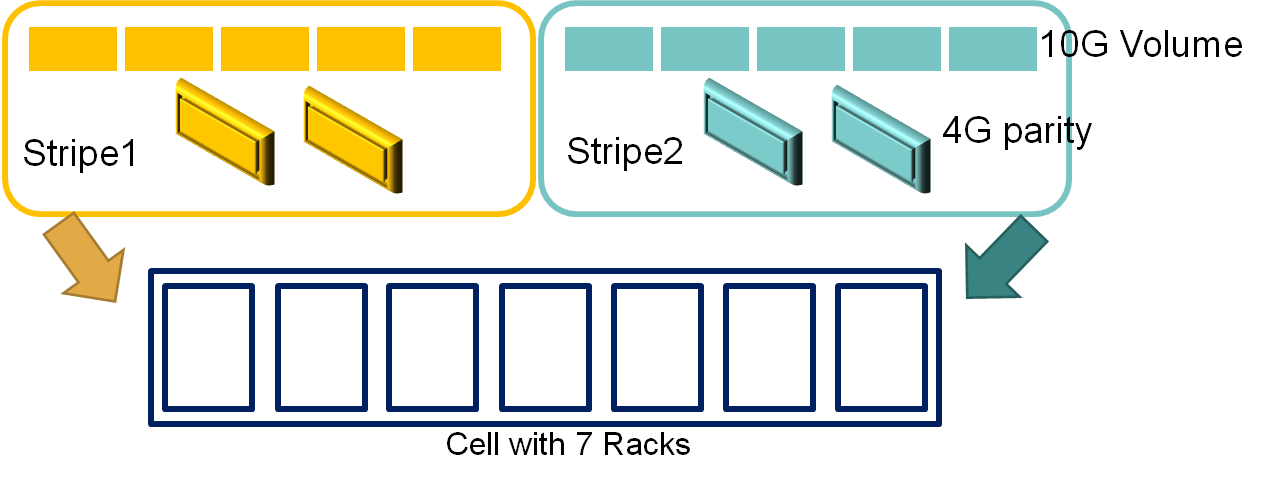 10G Volume
4G parity
Stripe1
Stripe2
Cell with 7 Racks